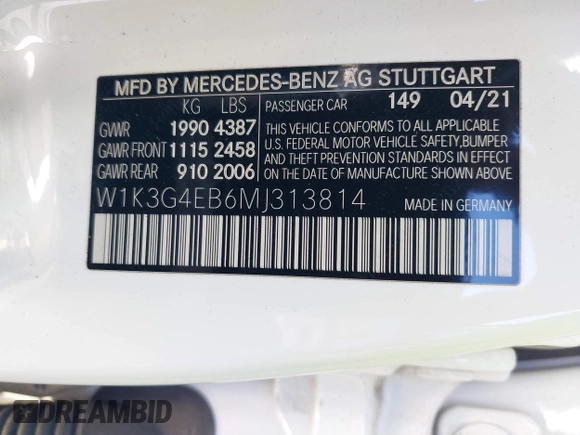 MFD BY MERCEDES-BENZ AG STUTTGART
KG LBS
PASSENGER CAR 149 04/21
GVWR 1990 4387
GAWR FRONT 1115 2458
GAWR REAR 910 2006
THIS VEHICLE CONFORMS TO ALL APPLICABLE
U.S. FEDERAL MOTOR VEHICLE SAFETY,BUMPER
AND THEFT PREVENTION STANDARDS IN EFFECT
ON THE DATE OF MANUFACTURE SHOWN ABOVE.
W1K3G4EB6MJ313814
MADE IN GERMANY
DREAMBID